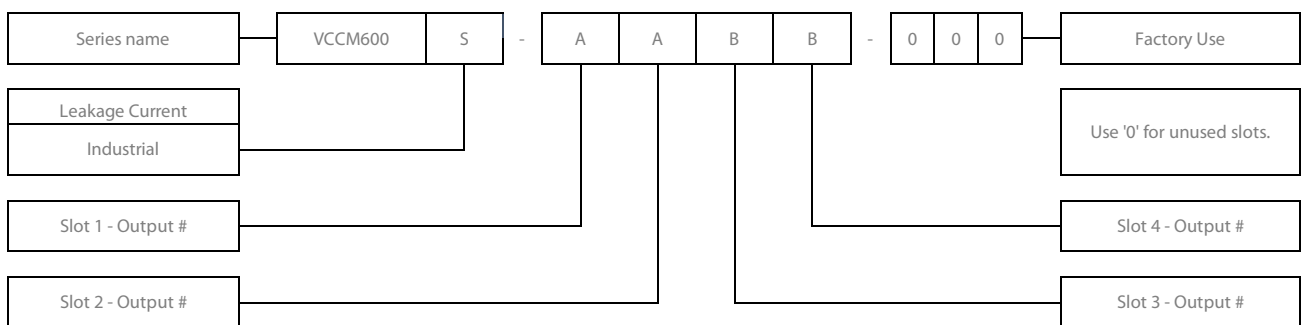 Series name
VCCM600 S - A A B B - 0 0 0
Factory Use
Leakage Current
Industrial
Use '0' for unused slots.
Slot 1 - Output #
Slot 4 - Output #
Slot 2 - Output #
Slot 3 - Output #